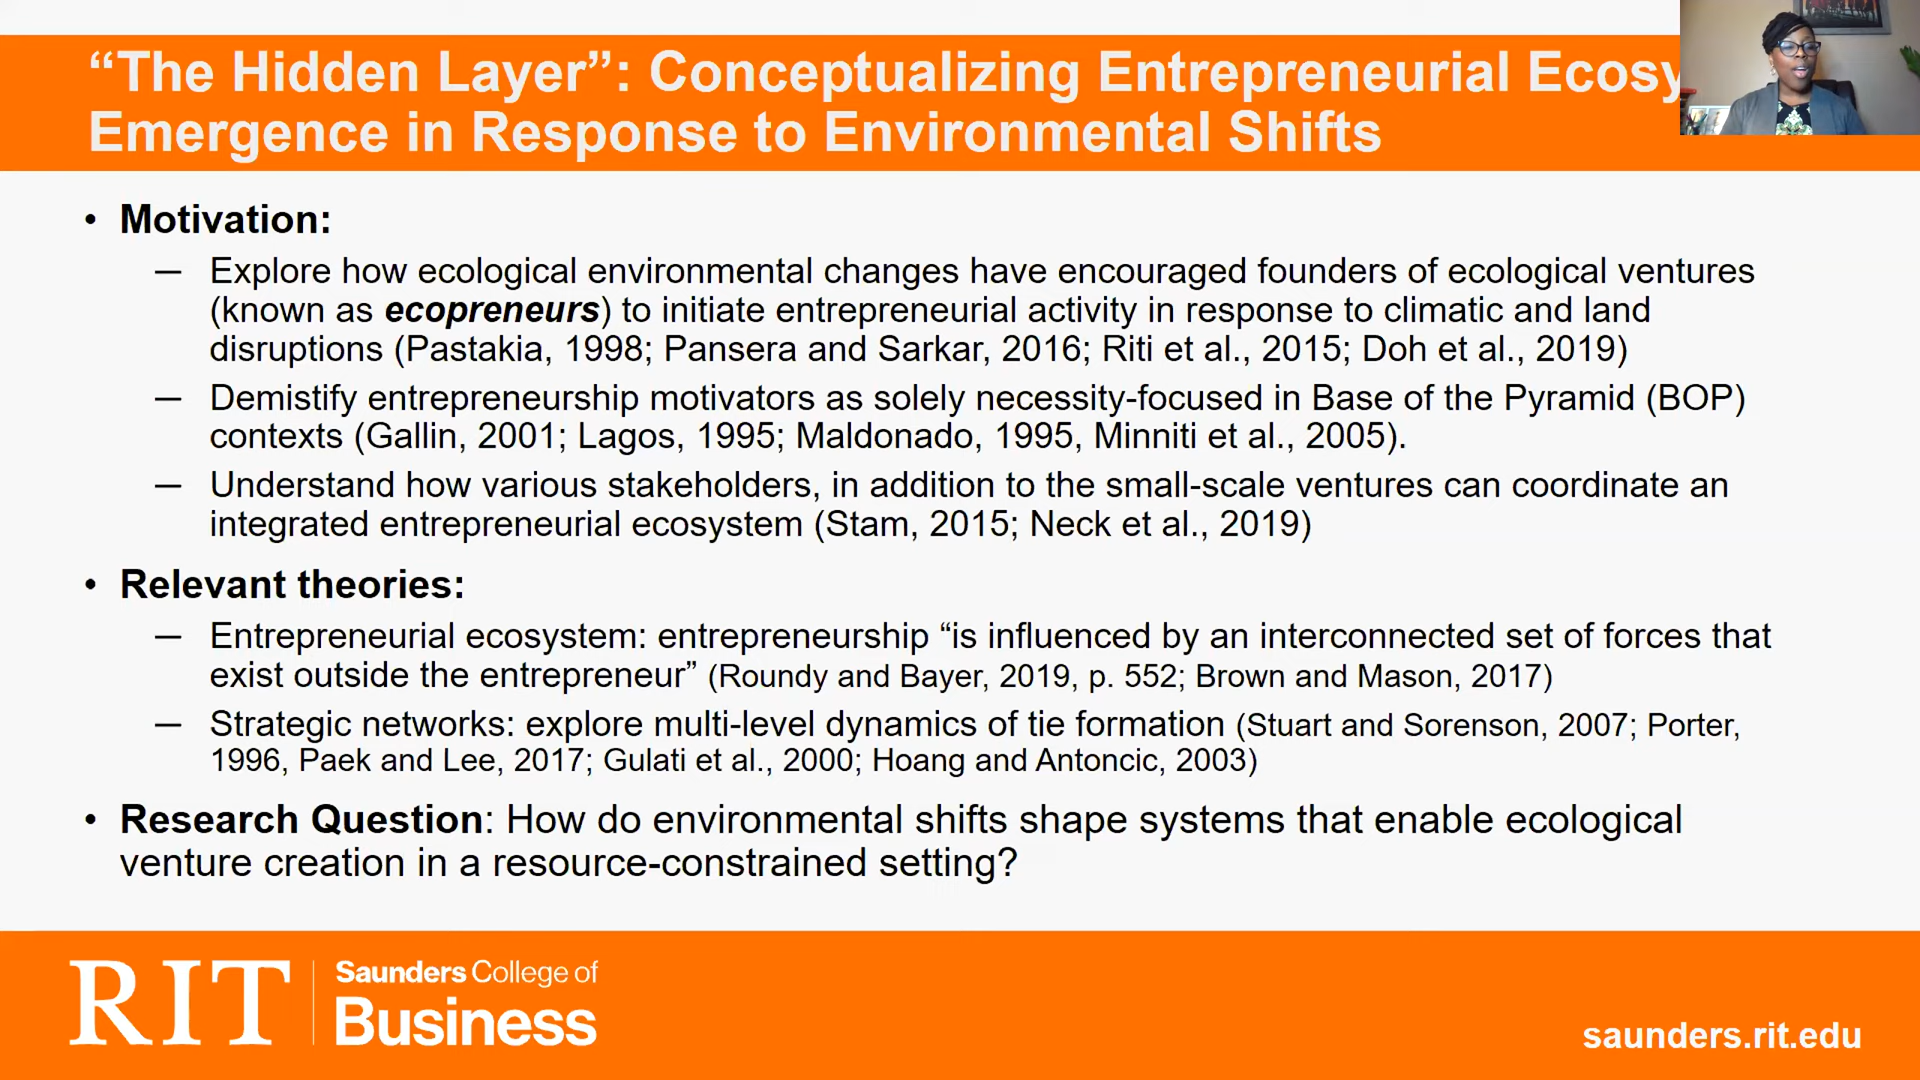 “The Hidden Layer”: Conceptualizing Entrepreneurial Ecosy
Emergence in Response to Environmental Shifts
• Motivation:
— Explore how ecological environmental changes have encouraged founders of ecological ventures
(known as ecopreneurs) to initiate entrepreneurial activity in response to climatic and land
disruptions (Pastakia, 1998; Pansera and Sarkar, 2016; Riti et al., 2015; Doh et al., 2019)
— Demistify entrepreneurship motivators as solely necessity-focused in Base of the Pyramid (BOP)
contexts (Gallin, 2001; Lagos, 1995; Maldonado, 1995, Minniti et al., 2005).
— Understand how various stakeholders, in addition to the small-scale ventures can coordinate an
integrated entrepreneurial ecosystem (Stam, 2015; Neck et al., 2019)
• Relevant theories:
— Entrepreneurial ecosystem: entrepreneurship “is influenced by an interconnected set of forces that
exist outside the entrepreneur” (Roundy and Bayer, 2019, p. 552; Brown and Mason, 2017)
— Strategic networks: explore multi-level dynamics of tie formation (Stuart and Sorenson, 2007; Porter,
1996, Paek and Lee, 2017; Gulati et al., 2000; Hoang and Antoncic, 2003)
• Research Question: How do environmental shifts shape systems that enable ecological
venture creation in a resource-constrained setting?
RIT
Saunders College of
Business
saunders.rit.edu